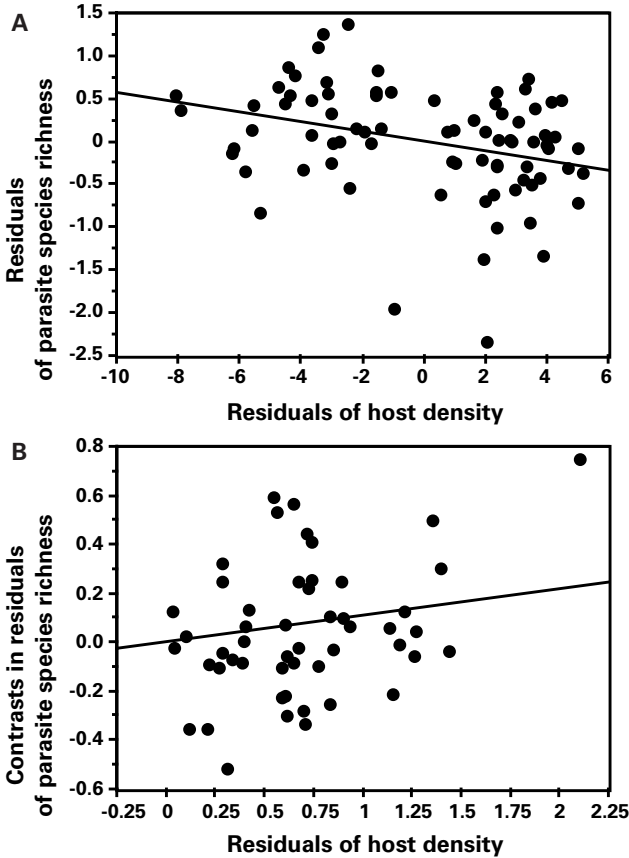 A
1.5
1.0
0.5
0
-0.5
-1.0
-1.5
-2.0
-2.5
Residuals
of parasite species richness
-10 -8 -6 -4 -2 0 2 4 6
Residuals of host density
B
0.8
0.6
0.4
0.2
0.0
-0.2
-0.4
-0.6
Contrasts in residuals
of parasite species richness
-0.25 0 0.25 0.5 0.75 1 1.25 1.5 1.75 2 2.25
Residuals of host density